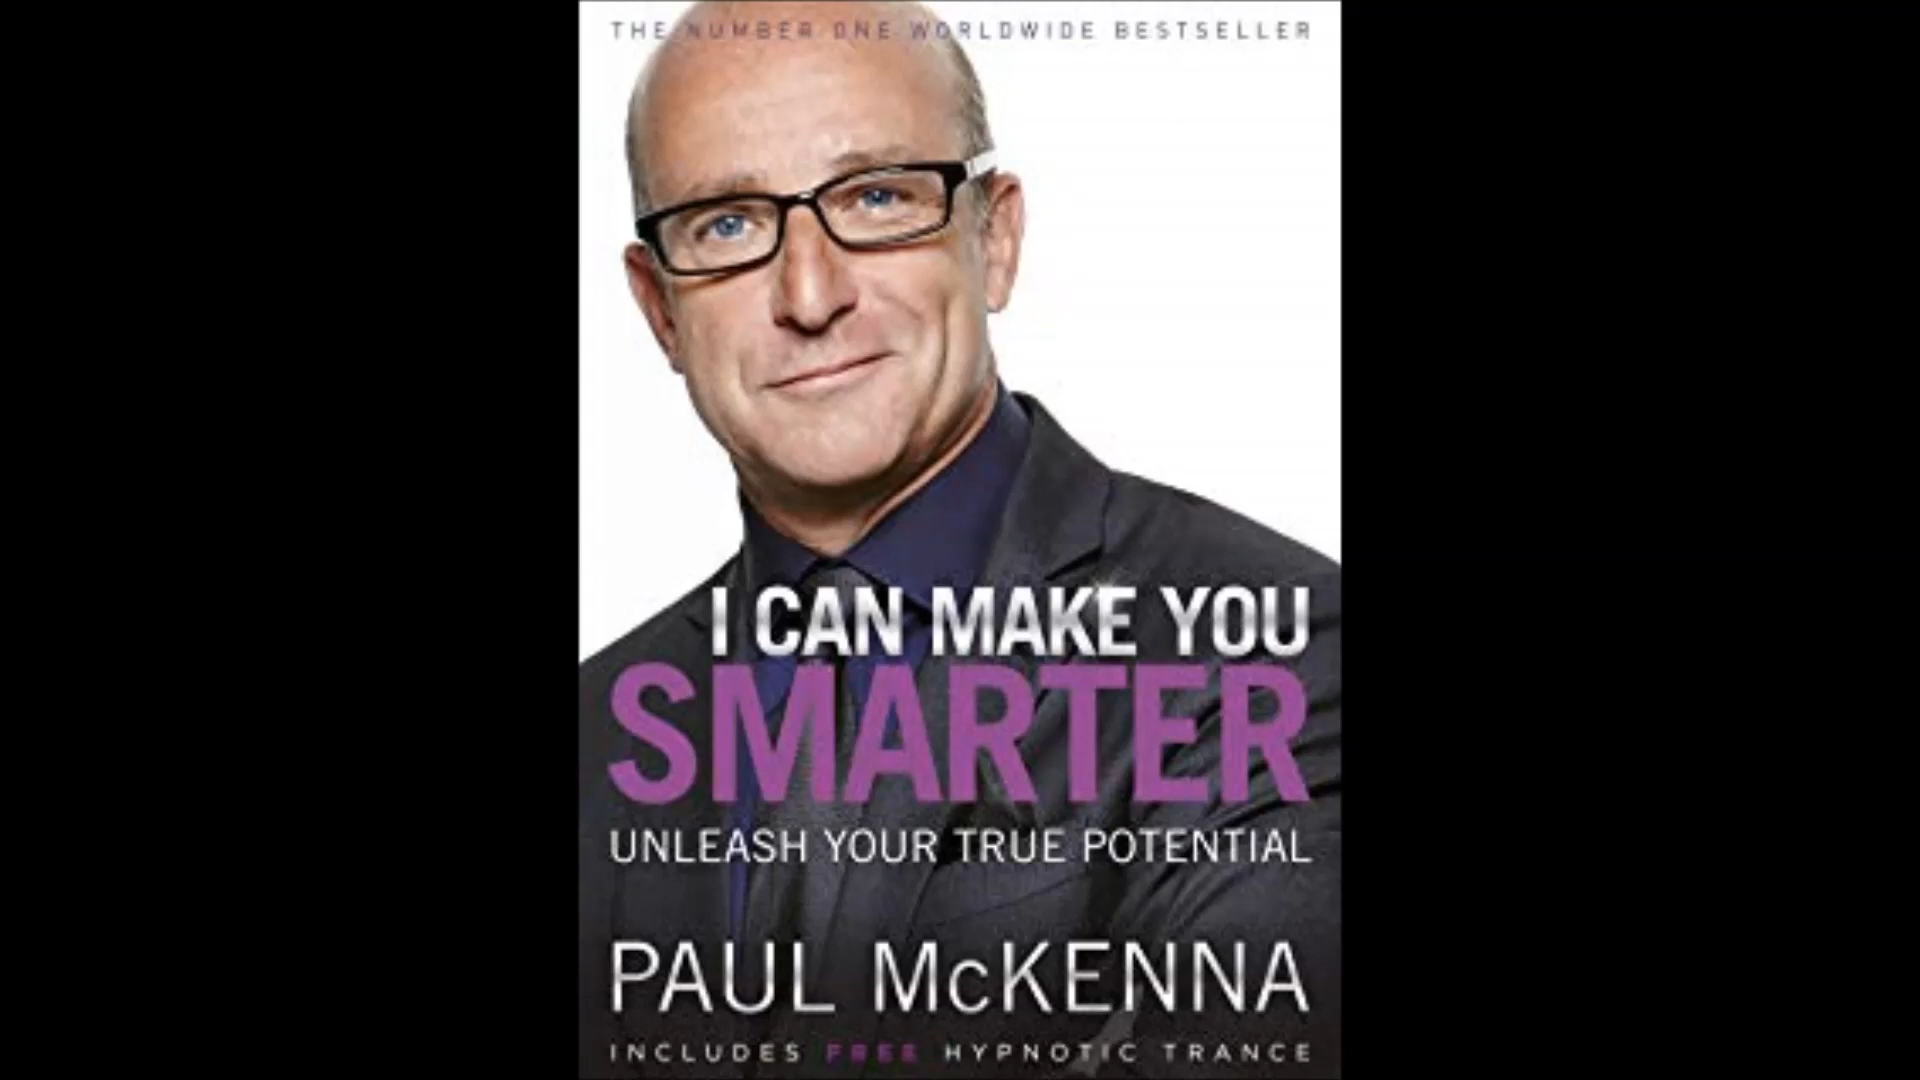 THE NUMBER ONE WORLDWIDE BESTSELLER
I CAN MAKE YOU
SMARTER
UNLEASH YOUR TRUE POTENTIAL
PAUL McKENNA
INCLUDES FREE HYPNOTIC TRANCE